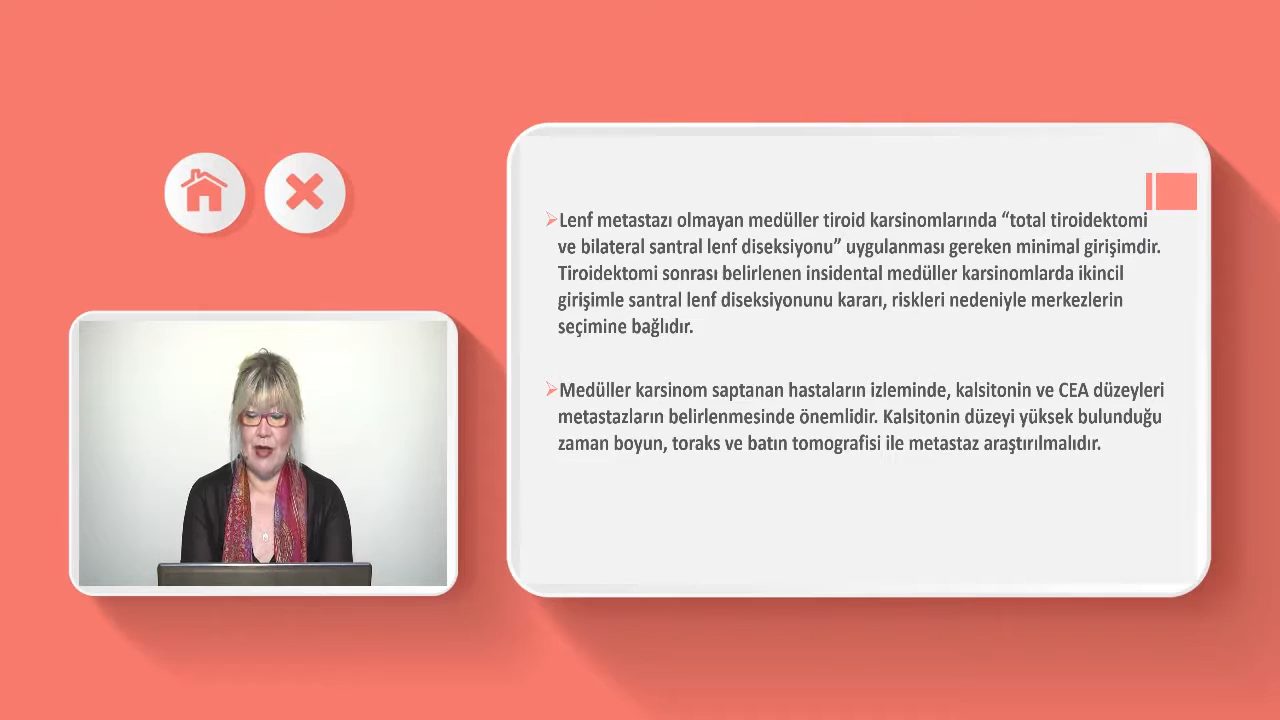 Lenf metastazı olmayan medüller tiroid karsinomlarında “total tiroidektomi
ve bilateral santral lenf diseksiyonu” uygulanması gereken minimal girişimdir.
Tiroidektomi sonrası belirlenen insidental medüller karsinomlarda ikincil
girişimle santral lenf diseksiyonunu kararı, riskleri nedeniyle merkezlerin
seçimine bağlıdır.
Medüller karsinom saptanan hastaların izleminde, kalsitonin ve CEA düzeyleri
metastazların belirlenmesinde önemlidir. Kalsitonin düzeyi yüksek bulunduğu
zaman boyun, toraks ve batın tomografisi ile metastaz araştırılmalıdır.